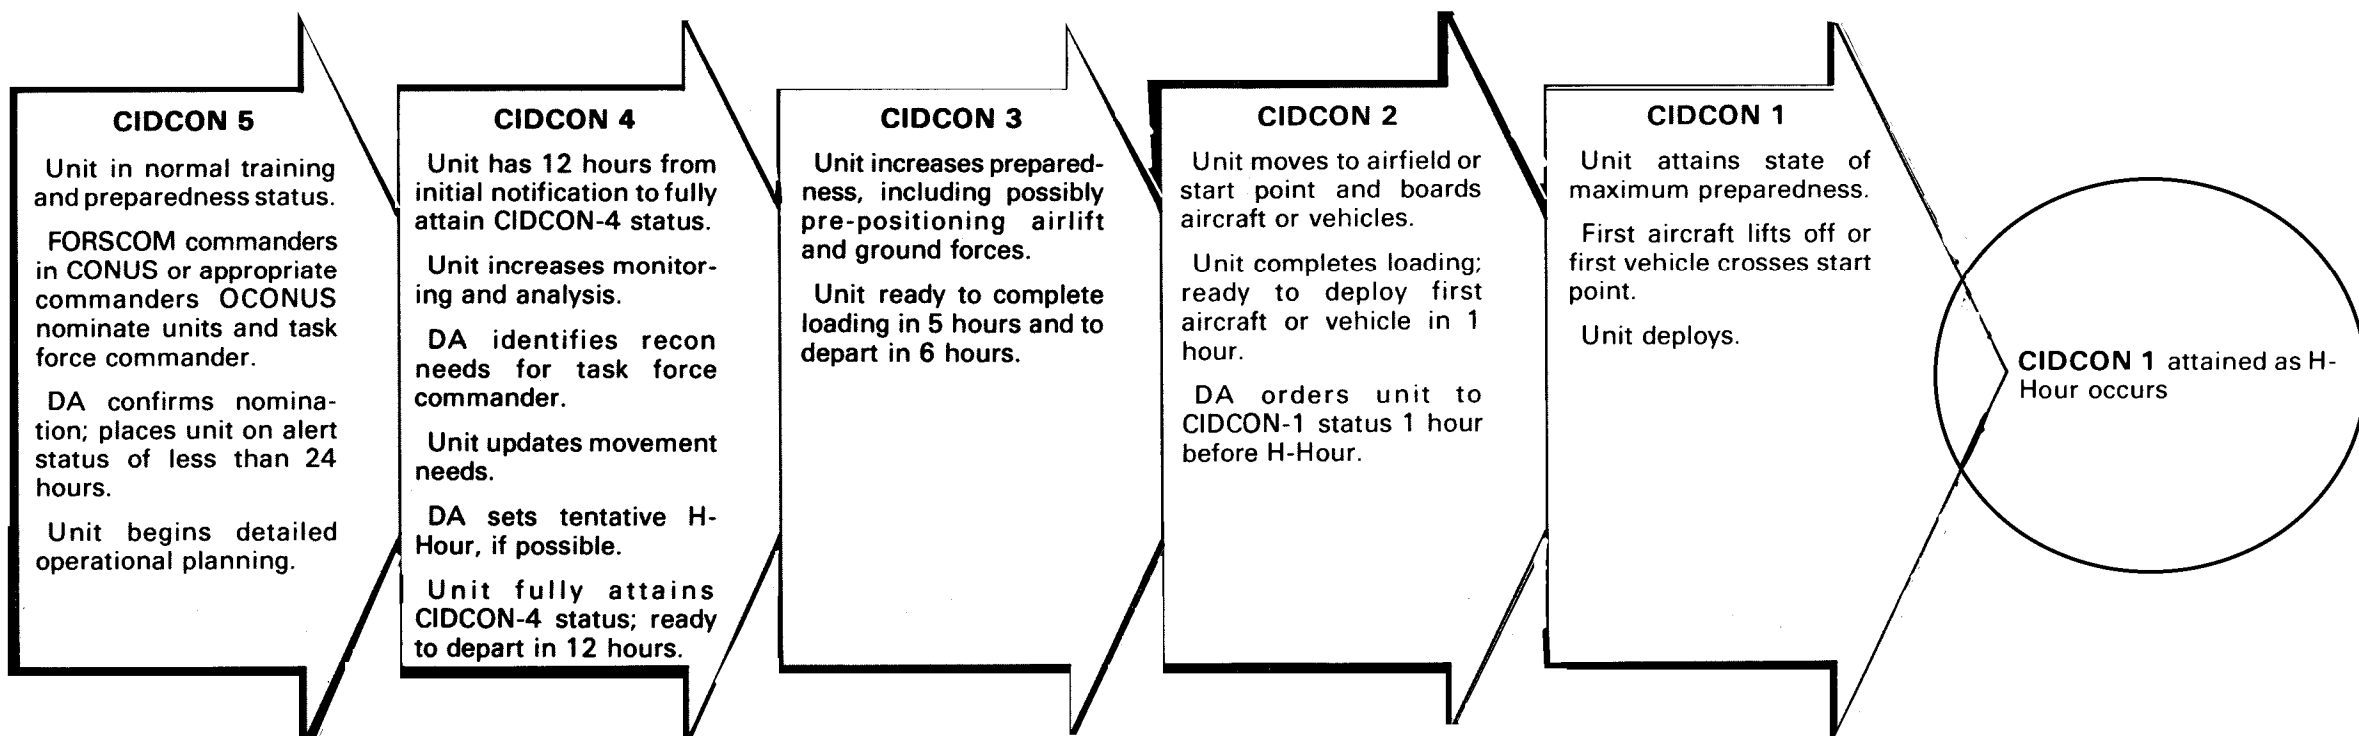 CIDCON 5
Unit in normal training
and preparedness status.
FORSCOM commanders
in CONUS or appropriate
commanders OCONUS
nominate units and task
force commander.
DA confirms nomina-
tion; places unit on alert
status of less than 24
hours.
Unit begins detailed
operational planning.
CIDCON 4
Unit has 12 hours from
initial notification to fully
attain CIDCON-4 status.
Unit increases monitor-
ing and analysis.
DA identifies recon
needs for task force
commander.
Unit updates movement
needs.
DA sets tentative H-
Hour, if possible.
Unit fully attains
CIDCON-4 status; ready
to depart in 12 hours.
CIDCON 3
Unit increases prepared-
ness, including possibly
pre-positioning airlift
and ground forces.
Unit ready to complete
loading in 5 hours and to
depart in 6 hours.
CIDCON 2
Unit moves to airfield or
start point and boards
aircraft or vehicles.
Unit completes loading;
ready to deploy first
aircraft or vehicle in 1
hour.
DA orders unit to
CIDCON-1 status 1 hour
before H-Hour.
CIDCON 1
Unit attains state of
maximum preparedness.
First aircraft lifts off or
first vehicle crosses start
point.
Unit deploys.
CIDCON 1 attained as H-
Hour occurs